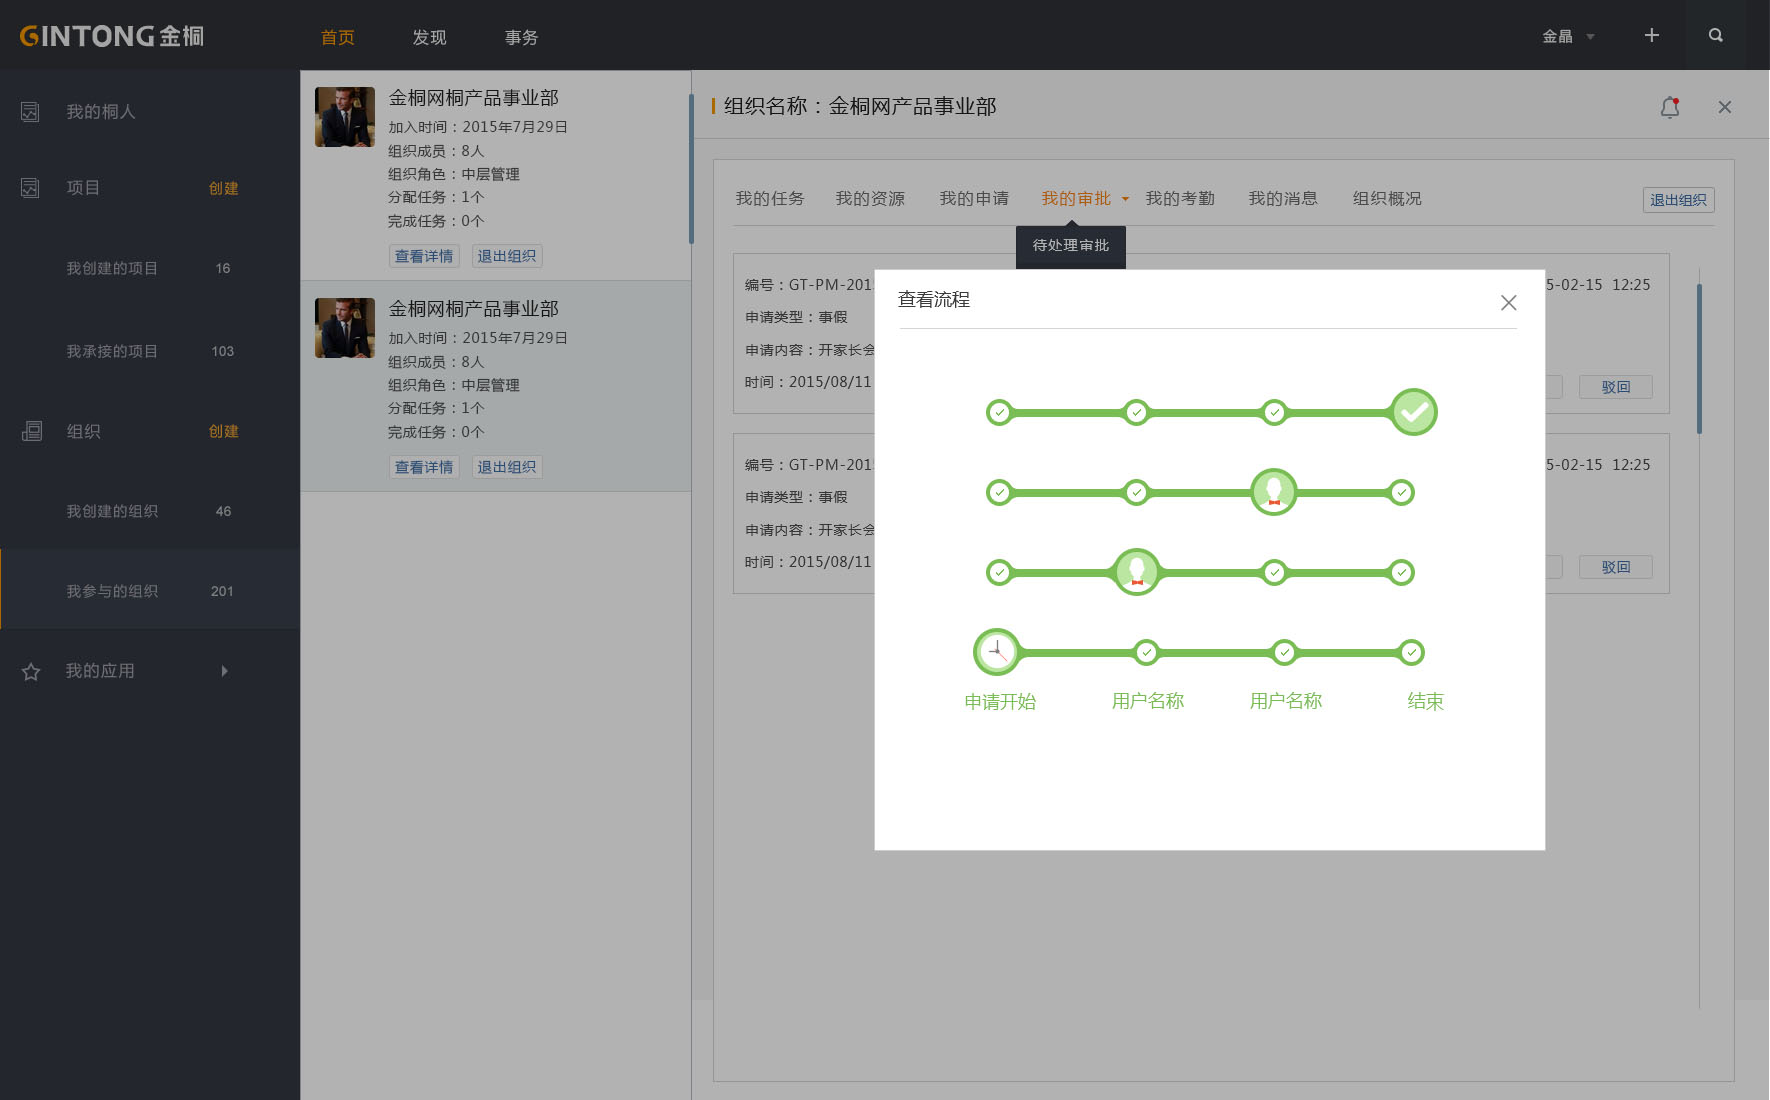 GINTONG金桐
首页 发现 事务
金晶
我的桐人
项目 创建
我创建的项目 16
我承接的项目 103
组织 创建
我创建的组织 46
我参与的组织 201
我的应用
金桐网桐产品事业部
加入时间：2015年7月29日
组织成员：8人
组织角色：中层管理
分配任务：1个
完成任务：0个
查看详情 退出组织
金桐网桐产品事业部
加入时间：2015年7月29日
组织成员：8人
组织角色：中层管理
分配任务：1个
完成任务：0个
查看详情 退出组织
组织名称：金桐网产品事业部
我的任务 我的资源 我的申请 我的审批 我的考勤 我的消息 组织概况
退出组织
待处理审批
编号：GT-PM-201 5-02-15 12:25
申请类型：事假
申请内容：开家长会
时间：2015/08/11
驳回
编号：GT-PM-201 5-02-15 12:25
申请类型：事假
申请内容：开家长会
时间：2015/08/11
驳回
查看流程
申请开始 用户名称 用户名称 结束